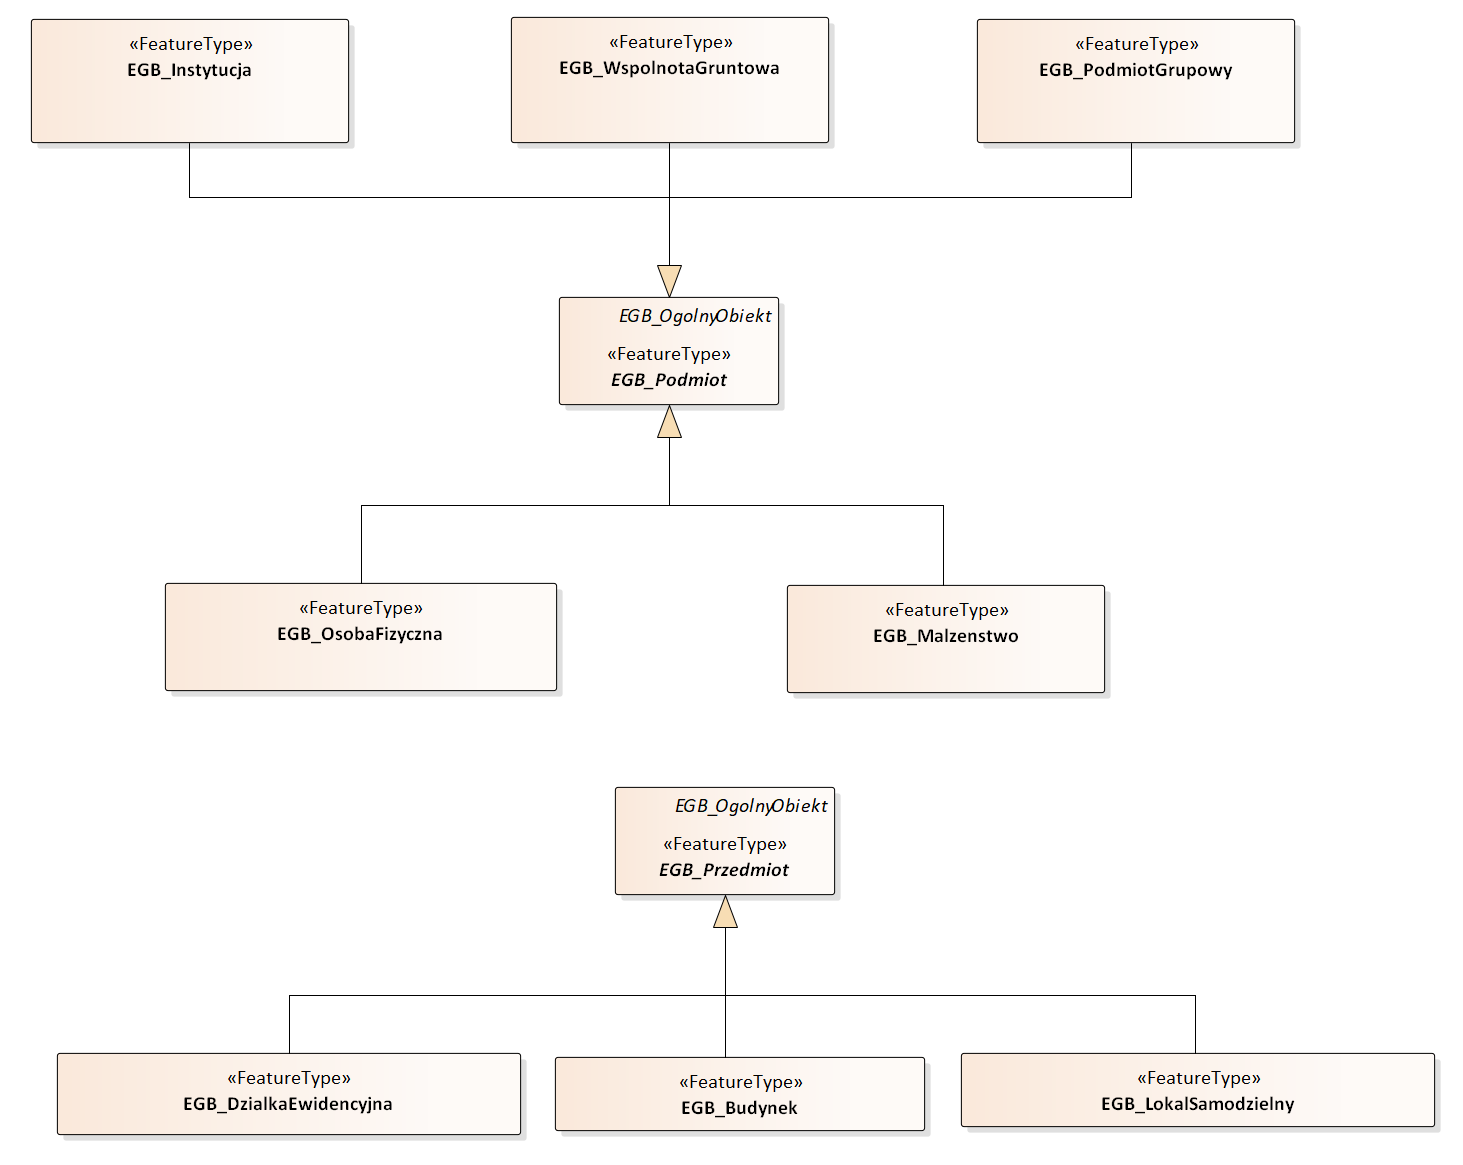 «FeatureType»
EGB_Instytucja
«FeatureType»
EGB_WspolnotaGruntowa
«FeatureType»
EGB_PodmiotGrupowy
EGB_OgolnyObiekt
«FeatureType»
EGB_Podmiot
«FeatureType»
EGB_OsobaFizyczna
«FeatureType»
EGB_Malzenstwo
EGB_OgolnyObiekt
«FeatureType»
EGB_Przedmiot
«FeatureType»
EGB_DzialkaEwidencyjna
«FeatureType»
EGB_Budynek
«FeatureType»
EGB_LokalSamodzielny